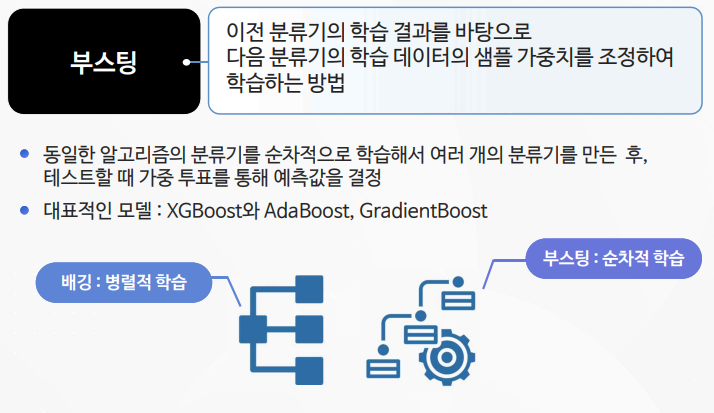 부스팅
이전 분류기의 학습 결과를 바탕으로
다음 분류기의 학습 데이터의 샘플 가중치를 조정하여
학습하는 방법
동일한 알고리즘의 분류기를 순차적으로 학습해서 여러 개의 분류기를 만든 후,
테스트할 때 가중 투표를 통해 예측값을 결정
대표적인 모델 : XGBoost와 AdaBoost, GradientBoost
부스팅 : 순차적 학습
배깅 : 병렬적 학습